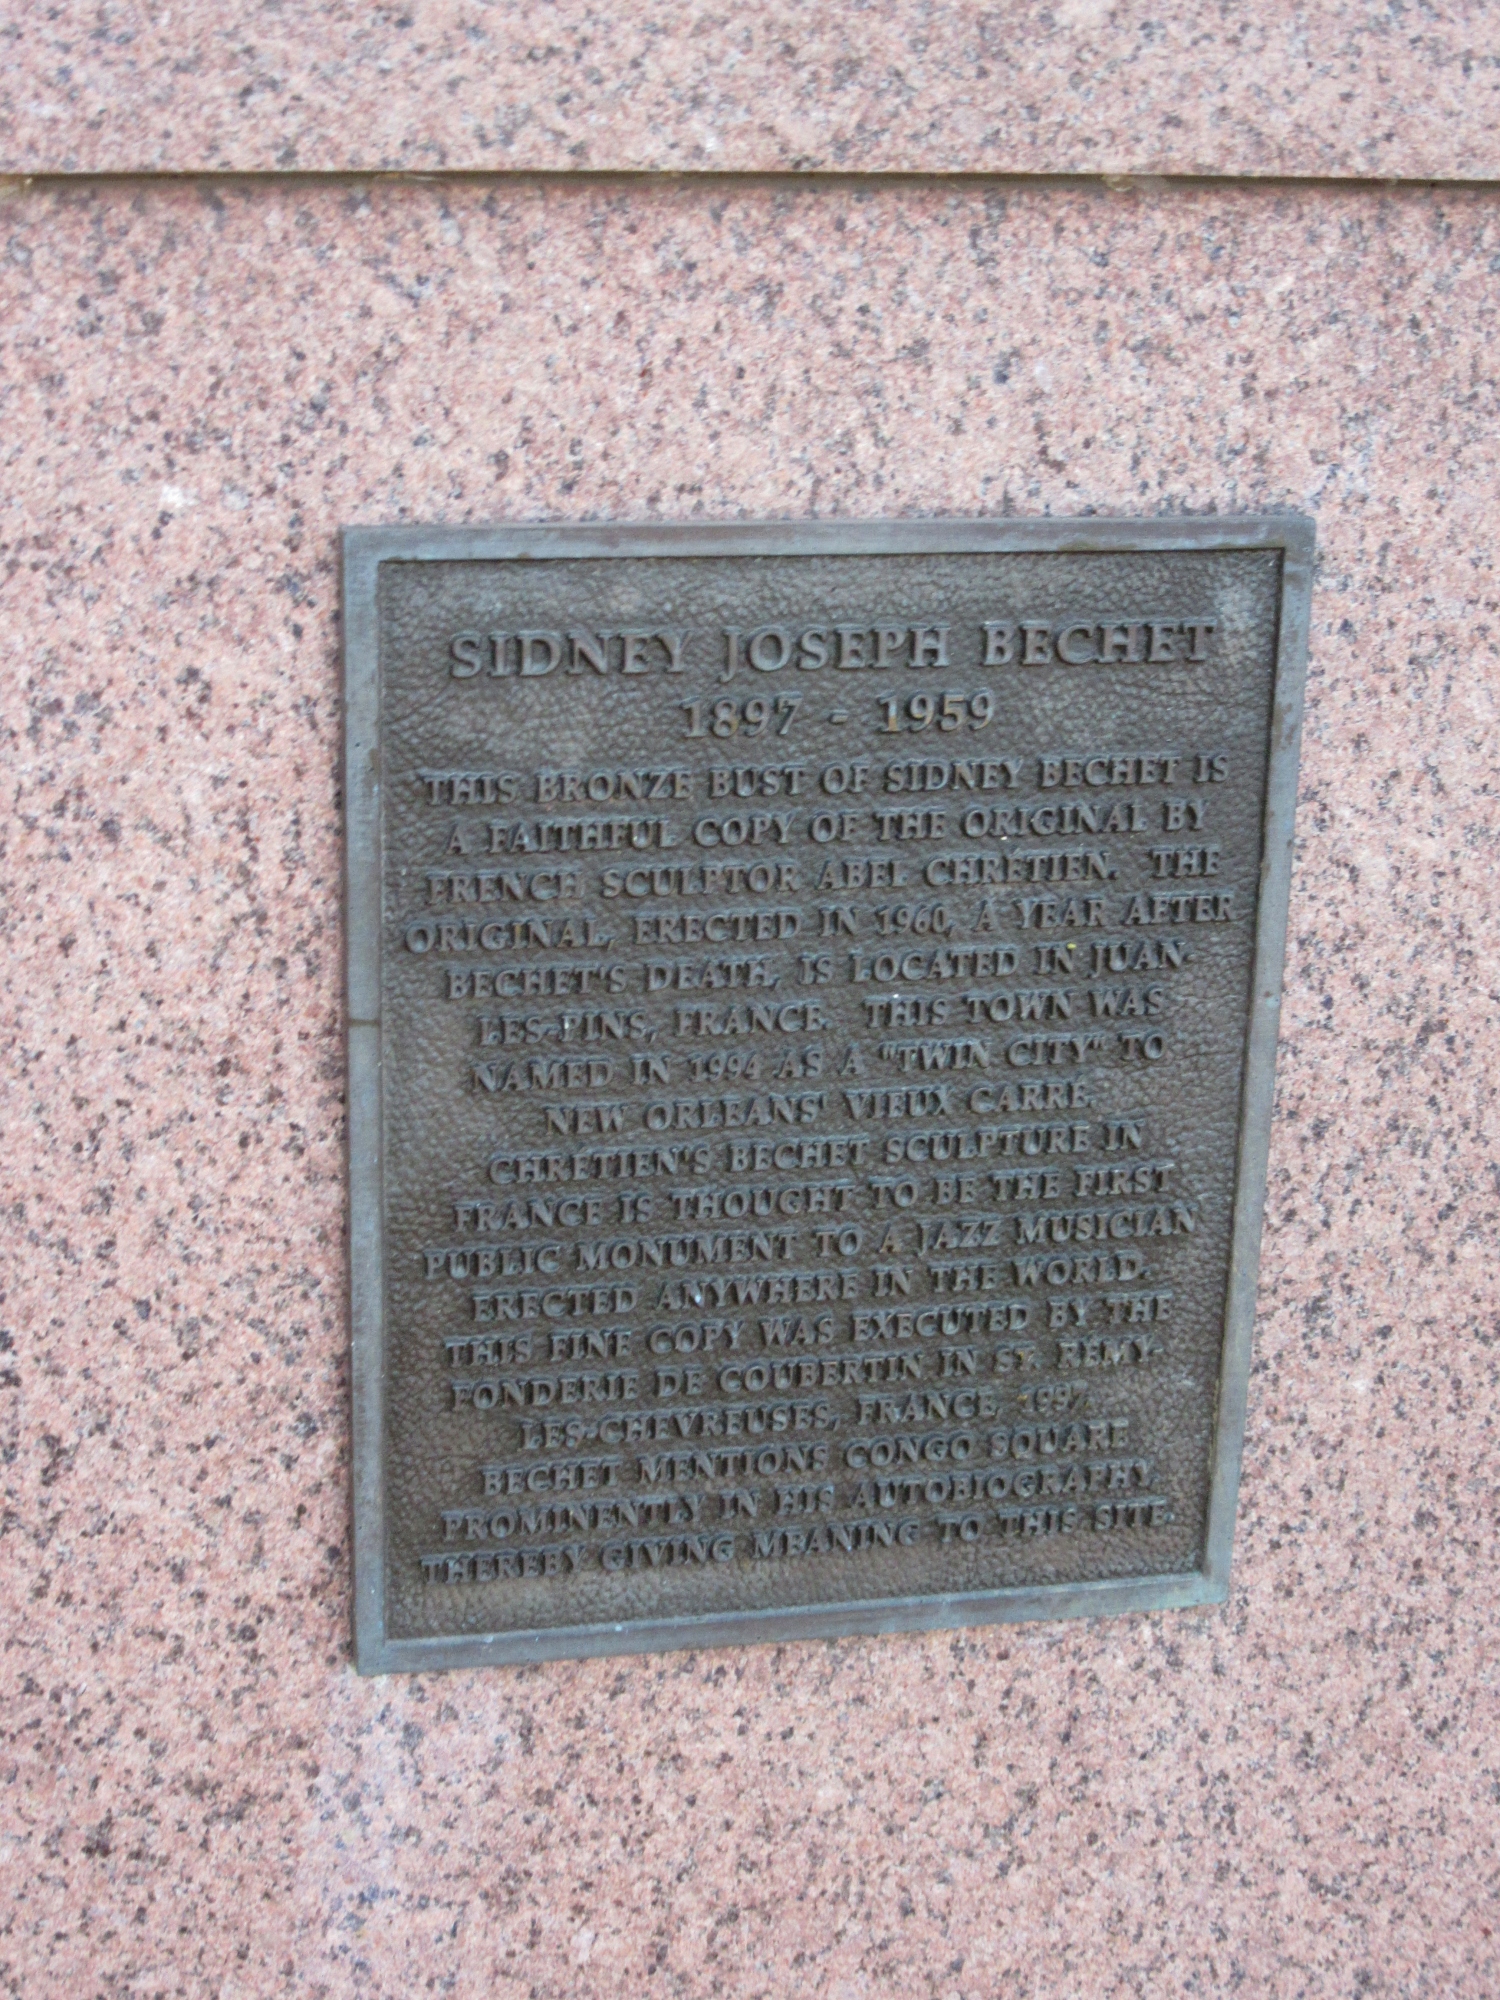 SIDNEY JOSEPH BECHET
1897 - 1959
THIS BRONZE BUST OF SIDNEY BECHET IS
A FAITHFUL COPY OF THE ORIGINAL BY
FRENCH SCULPTOR ABEL CHRÉTIEN. THE
ORIGINAL, ERECTED IN 1960, A YEAR AFTER
BECHET'S DEATH, IS LOCATED IN JUAN-
LES-PINS, FRANCE. THIS TOWN WAS
NAMED IN 1994 AS A "TWIN CITY" TO
NEW ORLEANS' VIEUX CARRE.
CHRETIEN'S BECHET SCULPTURE IN
FRANCE IS THOUGHT TO BE THE FIRST
PUBLIC MONUMENT TO A JAZZ MUSICIAN
ERECTED ANYWHERE IN THE WORLD.
THIS FINE COPY WAS EXECUTED BY THE
FONDERIE DE COUBERTIN IN ST. REMY-
LES-CHEVREUSES, FRANCE, 1997.
BECHET MENTIONS CONGO SQUARE
PROMINENTLY IN HIS AUTOBIOGRAPHY
THEREBY GIVING MEANING TO THIS SITE.